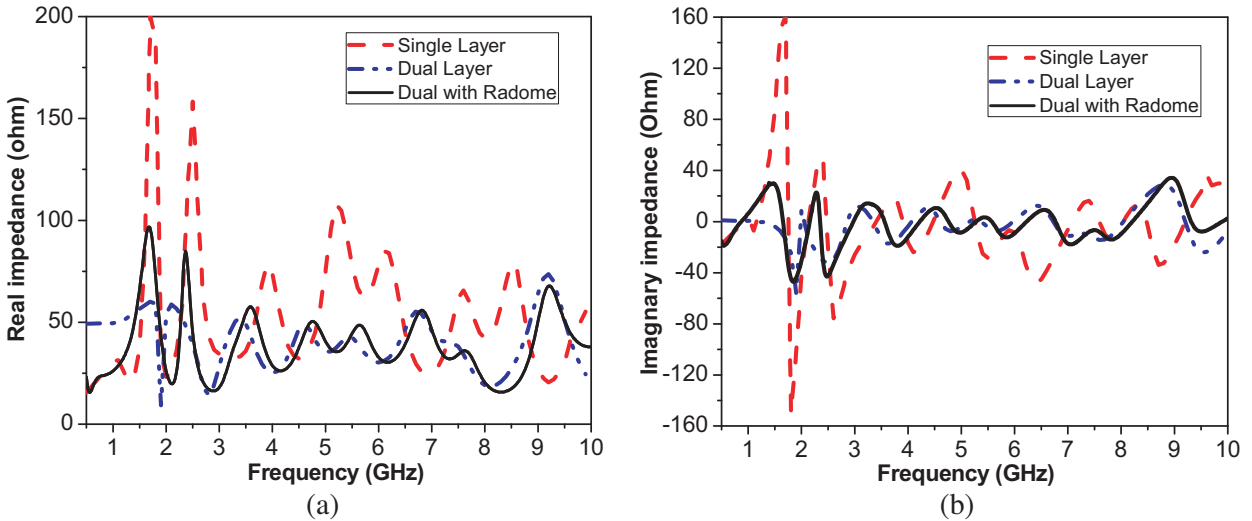 200
150
100
50
0
Real impedance (ohm)
Single Layer
Dual Layer
Dual with Radome
1 2 3 4 5 6 7 8 9 10
Frequency (GHz)
(a)
160
120
80
40
0
-40
-80
-120
-160
Imagnary impedance (Ohm)
Single Layer
Dual Layer
Dual with Radome
1 2 3 4 5 6 7 8 9 10
Frequency (GHz)
(b)